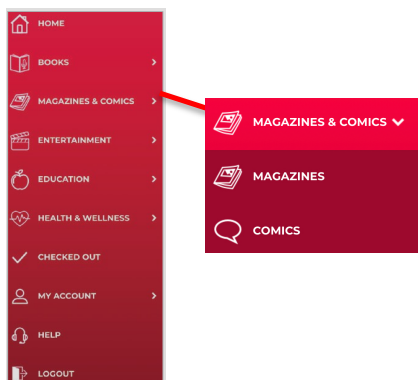 HOME
BOOKS
MAGAZINES & COMICS
ENTERTAINMENT
EDUCATION
HEALTH & WELLNESS
CHECKED OUT
MY ACCOUNT
HELP
LOGOUT
MAGAZINES & COMICS
MAGAZINES
COMICS